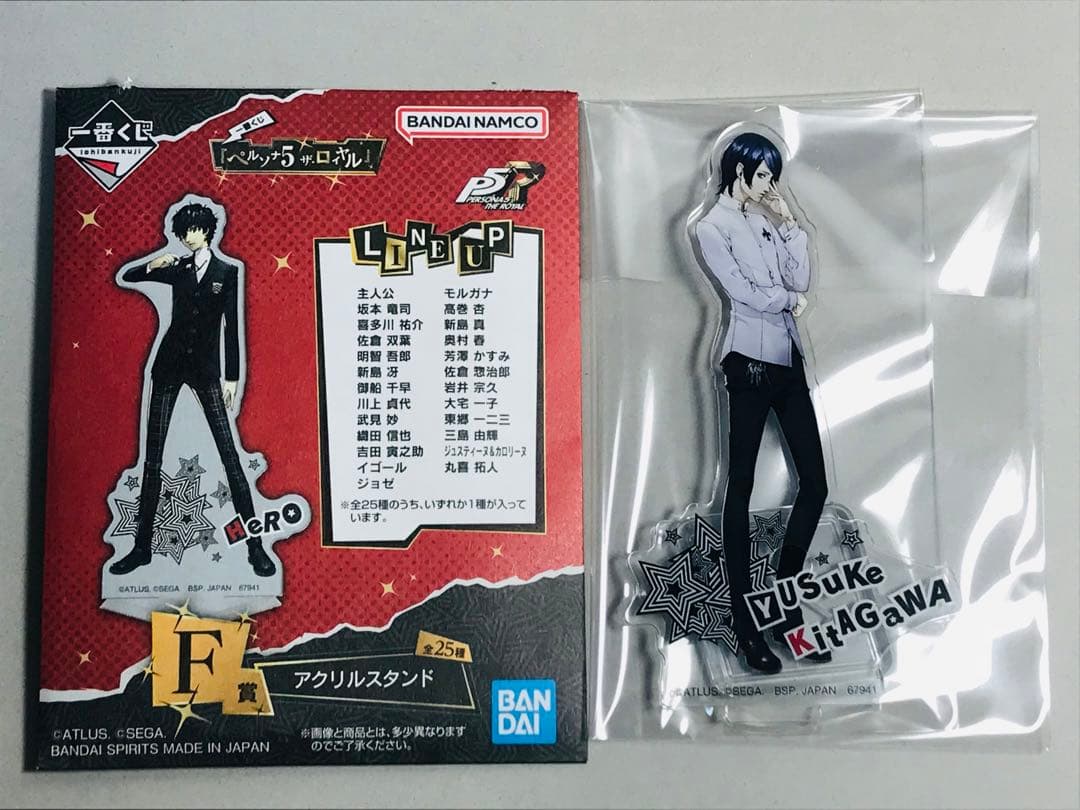 一番くじ
ichibankuji
一番くじ
『ペルソナ5 ザ・ロイヤル』
BANDAI NAMCO
P5R
PERSONA5
THE ROYAL
LINE UP
主人公 モルガナ
坂本 竜司 高巻 杏
喜多川 祐介 新島 真
佐倉 双葉 奥村 春
明智 吾郎 芳澤 かすみ
新島 冴 佐倉 惣治郎
御船 千早 岩井 宗久
川上 貞代 大宅 一子
武見 妙 東郷 一二三
織田 信也 三島 由輝
吉田 寅之助 ジュスティーヌ&カロリーヌ
イゴール 丸喜 拓人
ジョゼ
※全25種のうち、いずれか1種が入って
います。
HeRO
©ATLUS. ©SEGA. BSP. JAPAN 67941
F賞
全25種
アクリルスタンド
©ATLUS. ©SEGA.
BANDAI SPIRITS MADE IN JAPAN
※画像と商品とは、多少異なります
のでご了承ください。
BAN
DAI
YUSuKe
KitAGaWA
©ATLUS. ©SEGA. BSP. JAPAN 67941